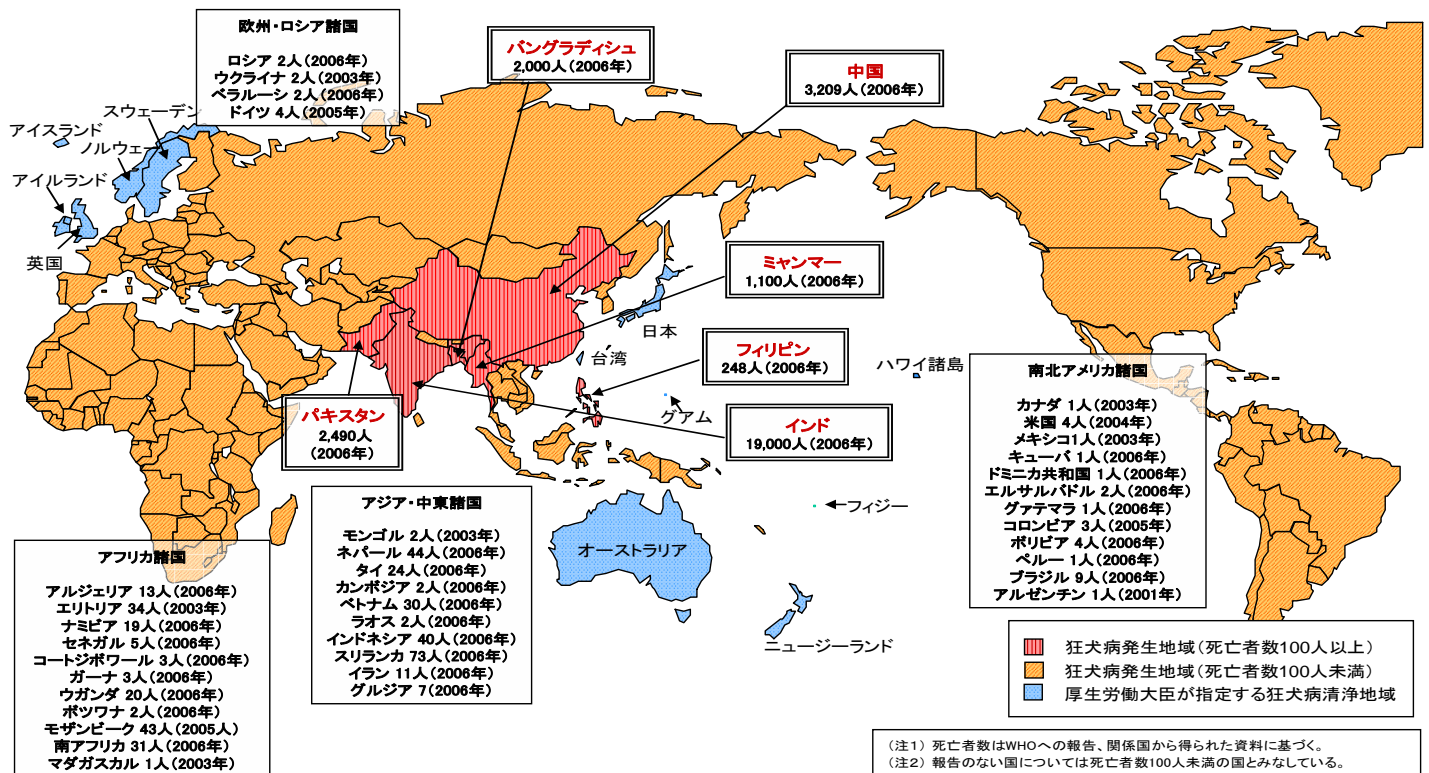 欧州・ロシア諸国
ロシア 2人(2006年)
ウクライナ 2人(2003年)
ベラルーシ 2人(2006年)
ドイツ 4人(2005年)
バングラディシュ
2,000人(2006年)
中国
3,209人(2006年)
スウェーデン
アイスランド
ノルウェー
アイルランド
英国
ミャンマー
1,100人(2006年)
日本
台湾
フィリピン
248人(2006年)
ハワイ諸島
グアム
パキスタン
2,490人
(2006年)
インド
19,000人(2006年)
南北アメリカ諸国
カナダ 1人(2003年)
米国 4人(2004年)
メキシコ1人(2003年)
キューバ 1人(2006年)
ドミニカ共和国 1人(2006年)
エルサルバドル 2人(2006年)
グァテマラ 1人(2006年)
コロンビア 3人(2005年)
ボリビア 4人(2006年)
ペルー 1人(2006年)
ブラジル 9人(2006年)
アルゼンチン 1人(2001年)
アジア・中東諸国
モンゴル 2人(2003年)
ネパール 44人(2006年)
タイ 24人(2006年)
カンボジア 2人(2006年)
ベトナム 30人(2006年)
ラオス 2人(2006年)
インドネシア 40人(2006年)
スリランカ 73人(2006年)
イラン 11人(2006年)
グルジア 7(2006年)
フィジー
オーストラリア
ニュージーランド
アフリカ諸国
アルジェリア 13人(2006年)
エリトリア 34人(2003年)
ナミビア 19人(2006年)
セネガル 5人(2006年)
コートジボワール 3人(2006年)
ガーナ 3人(2006年)
ウガンダ 20人(2006年)
ボツワナ 2人(2006年)
モザンビーク 43人(2005人)
南アフリカ 31人(2006年)
マダガスカル 1人(2003年)
狂犬病発生地域(死亡者数100人以上)
狂犬病発生地域(死亡者数100人未満)
厚生労働大臣が指定する狂犬病清浄地域
(注1) 死亡者数はWHOへの報告、関係国から得られた資料に基づく。
(注2) 報告のない国については死亡者数100人未満の国とみなしている。